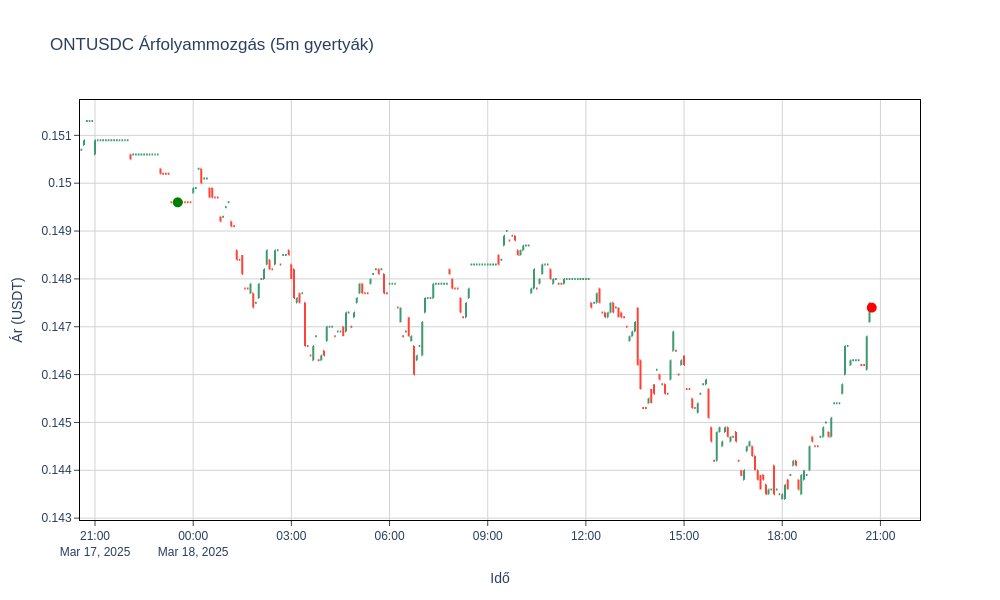 ONTUSDC Árfolyammozgás (5m gyertyák)
Ár (USDT)
0.151
0.15
0.149
0.148
0.147
0.146
0.145
0.144
0.143
21:00 00:00 03:00 06:00 09:00 12:00 15:00 18:00 21:00
Mar 17, 2025 Mar 18, 2025
Idő